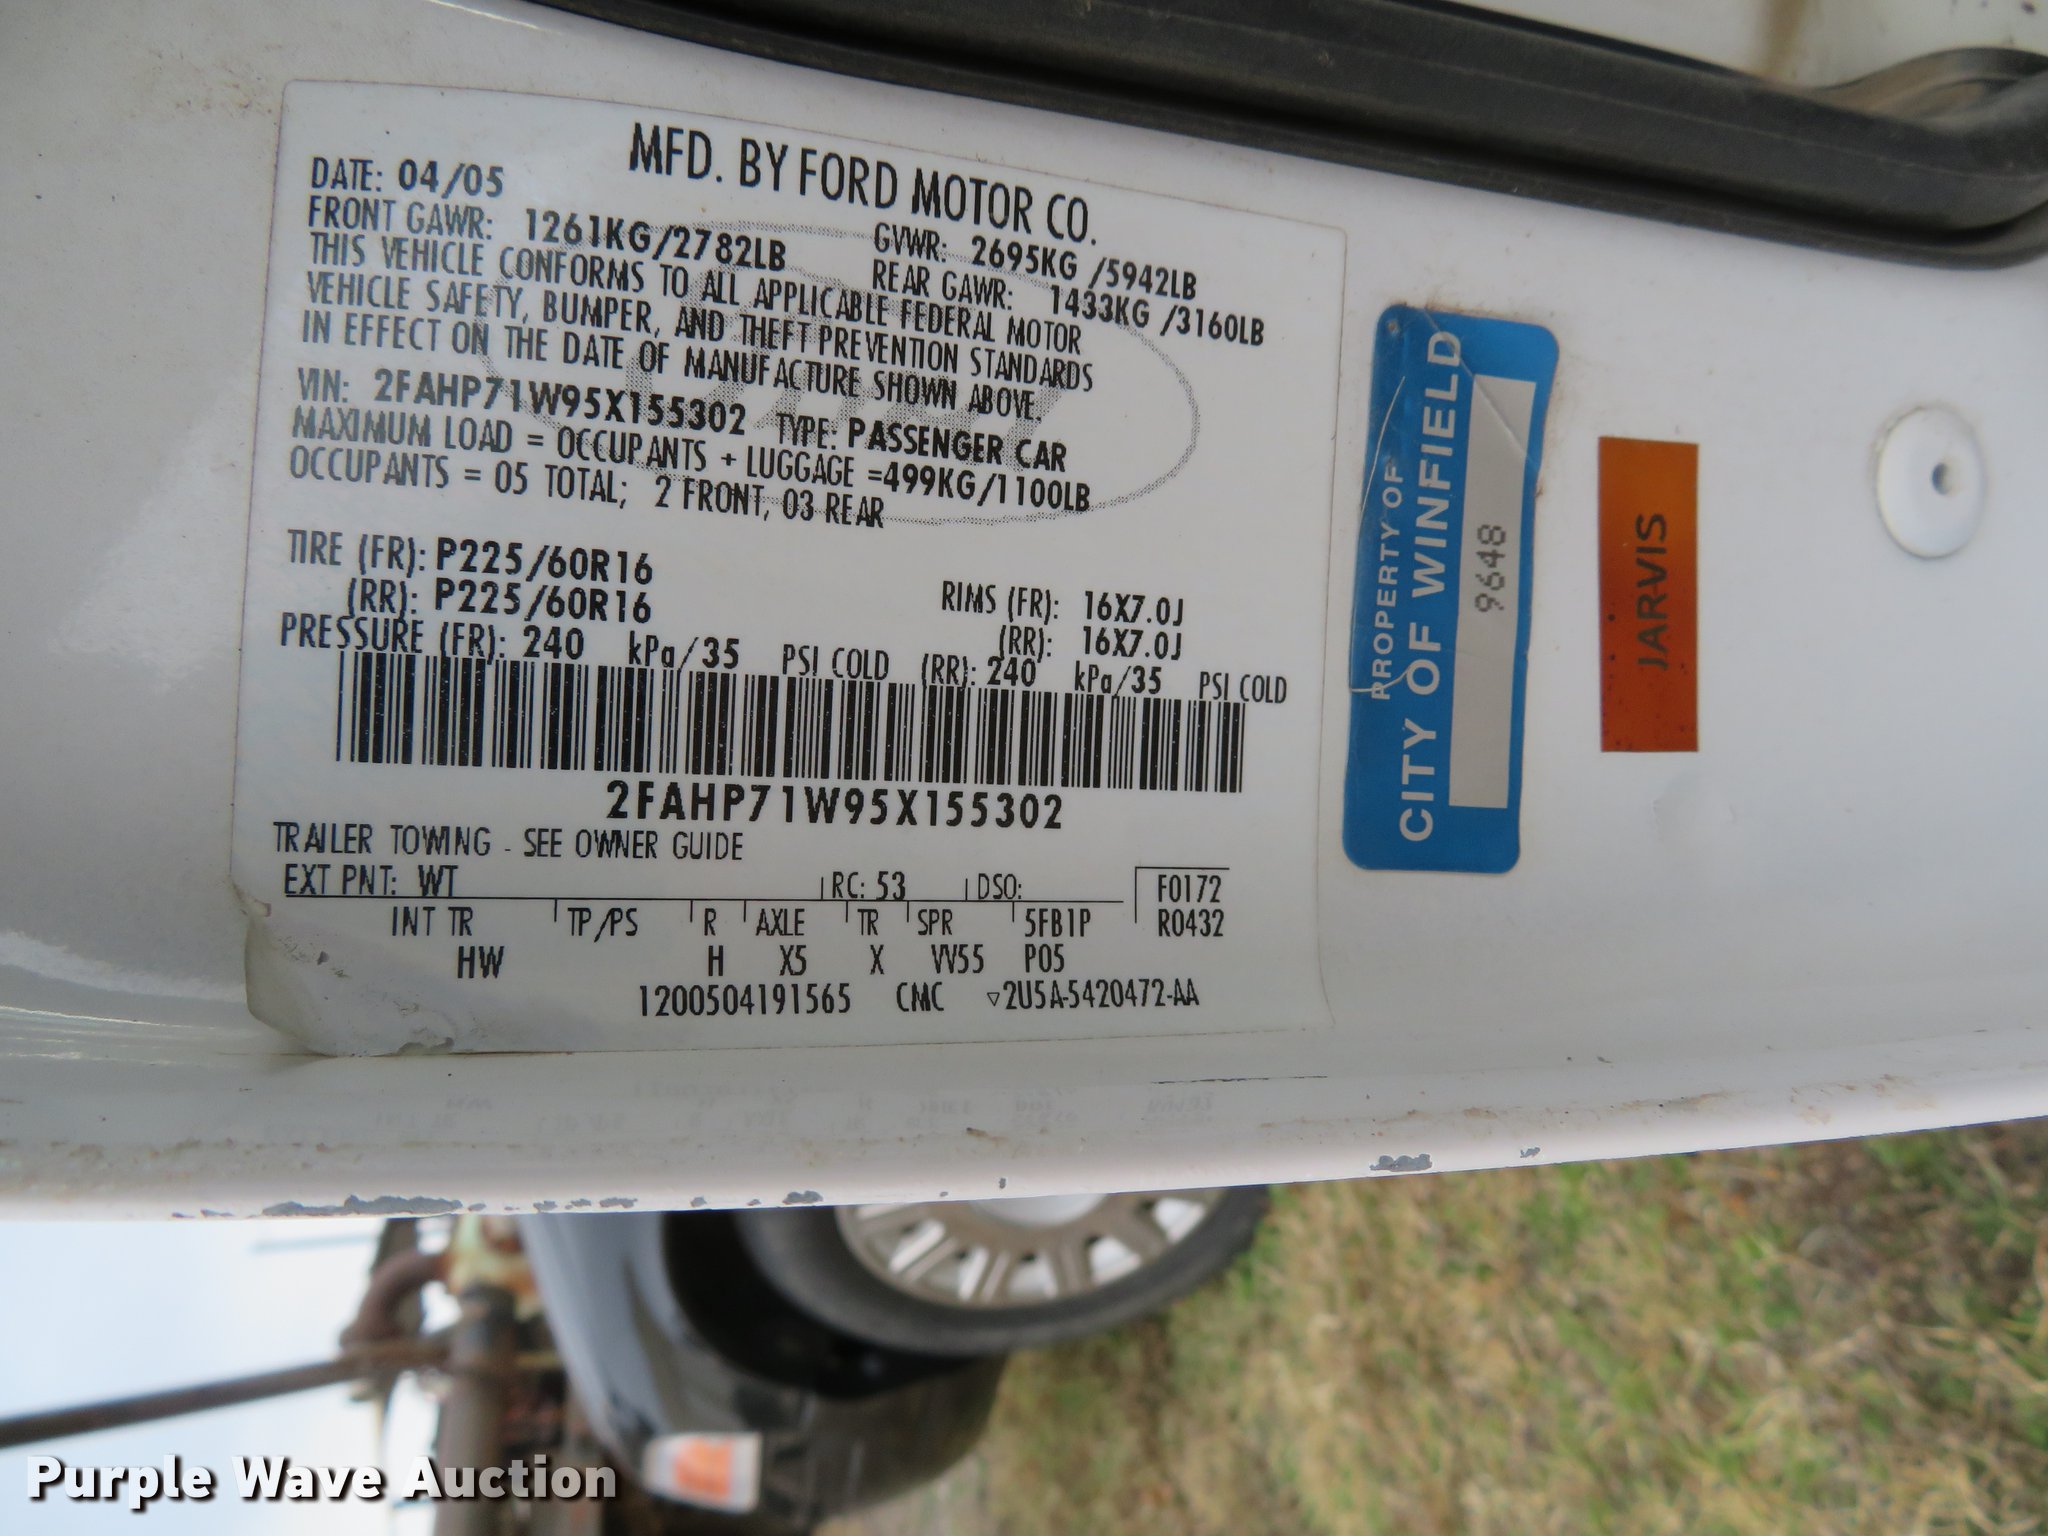 MFD. BY FORD MOTOR CO.
DATE: 04/05 GVWR: 2695KG /5942LB
FRONT GAWR: 1261KG/2782LB REAR GAWR: 1433KG /3160LB
THIS VEHICLE CONFORMS TO ALL APPLICABLE FEDERAL MOTOR
VEHICLE SAFETY, BUMPER, AND THEFT PREVENTION STANDARDS
IN EFFECT ON THE DATE OF MANUFACTURE SHOWN ABOVE.
VIN: 2FAHP71W95X155302 TYPE: PASSENGER CAR
MAXIMUM LOAD = OCCUPANTS + LUGGAGE =499KG/1100LB
OCCUPANTS = 05 TOTAL; 2 FRONT, 03 REAR
TIRE (FR): P225/60R16 RIMS (FR): 16X7.0J
(RR): P225/60R16 (RR): 16X7.0J
PRESSURE (FR): 240 kPa/35 PSI COLD (RR): 240 kPa/35 PSI COLD
2FAHP71W95X155302
TRAILER TOWING - SEE OWNER GUIDE
EXT PNT: WT RC: 53 DSO: F0172
INT TR TP/PS R AXLE TR SPR 5FB1P R0432
HW H X5 X VV55 P05
1200504191565 CMC ▽2U5A-5420472-AA
PROPERTY OF
CITY OF WINFIELD
9648
JARVIS
Purple Wave Auction